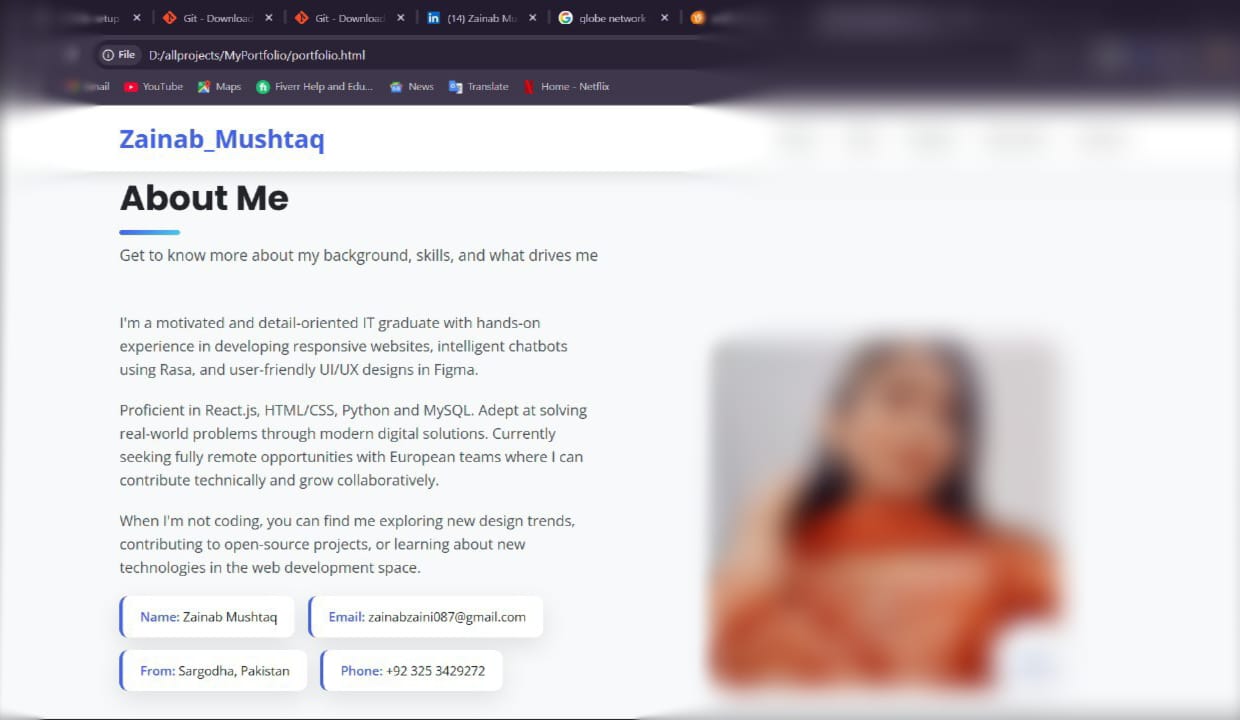 etup
Git - Download
Git - Download
(14) Zainab Mu
globe network
File D:/allprojects/MyPortfolio/portfolio.html
YouTube
Maps
Fiverr Help and Edu...
News
Translate
Home - Netflix
Zainab_Mushtaq
About Me
Get to know more about my background, skills, and what drives me
I'm a motivated and detail-oriented IT graduate with hands-on
experience in developing responsive websites, intelligent chatbots
using Rasa, and user-friendly UI/UX designs in Figma.
Proficient in React.js, HTML/CSS, Python and MySQL. Adept at solving
real-world problems through modern digital solutions. Currently
seeking fully remote opportunities with European teams where I can
contribute technically and grow collaboratively.
When I'm not coding, you can find me exploring new design trends,
contributing to open-source projects, or learning about new
technologies in the web development space.
Name: Zainab Mushtaq
Email: zainabzaini087@gmail.com
From: Sargodha, Pakistan
Phone: +92 325 3429272